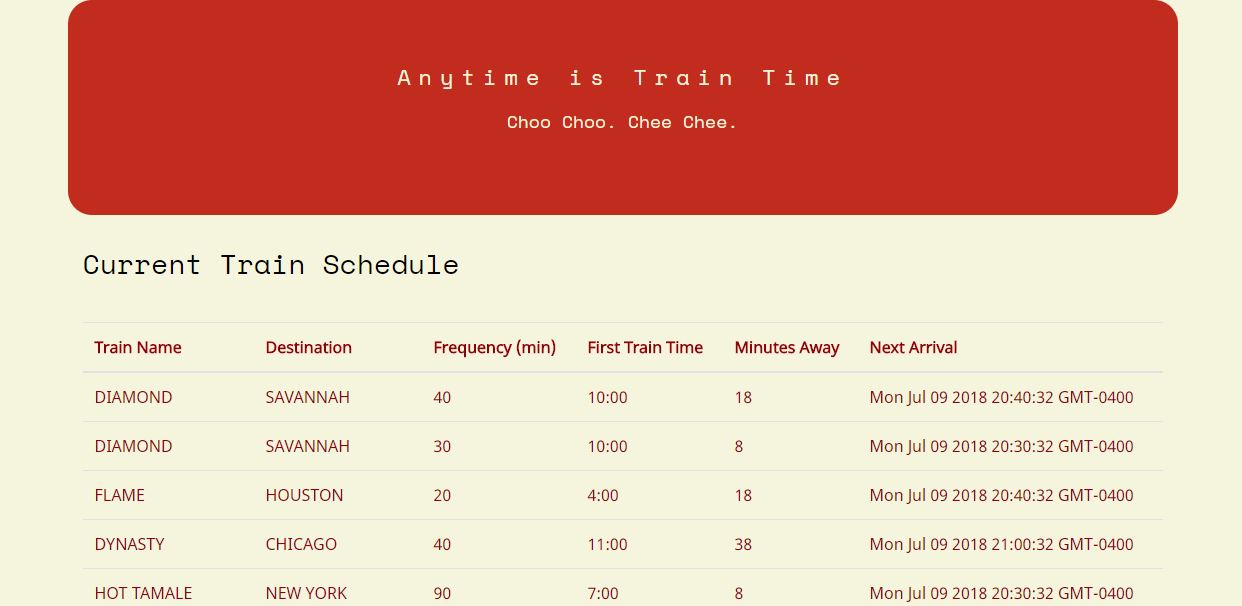 Anytime is Train Time
Choo Choo. Chee Chee.
Current Train Schedule
Train Name Destination Frequency (min) First Train Time Minutes Away Next Arrival
DIAMOND SAVANNAH 40 10:00 18 Mon Jul 09 2018 20:40:32 GMT-0400
DIAMOND SAVANNAH 30 10:00 8 Mon Jul 09 2018 20:30:32 GMT-0400
FLAME HOUSTON 20 4:00 18 Mon Jul 09 2018 20:40:32 GMT-0400
DYNASTY CHICAGO 40 11:00 38 Mon Jul 09 2018 21:00:32 GMT-0400
HOT TAMALE NEW YORK 90 7:00 8 Mon Jul 09 2018 20:30:32 GMT-0400